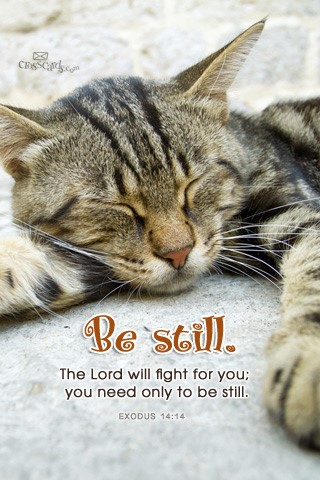 crosscards.com
Be still.
The Lord will fight for you;
you need only to be still.
EXODUS 14:14